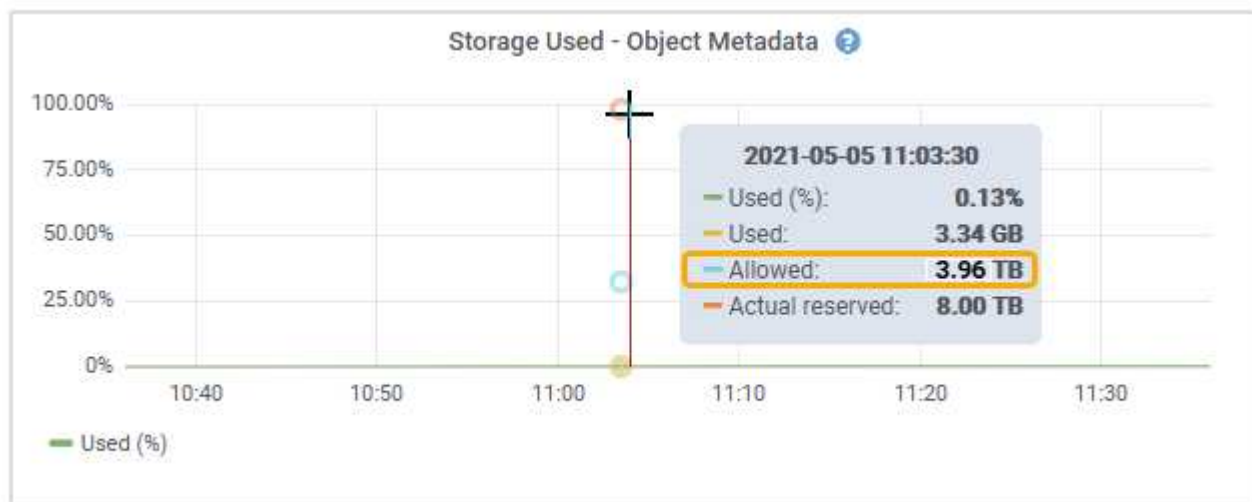 Storage Used - Object Metadata
100.00%
75.00%
50.00%
25.00%
0%
2021-05-05 11:03:30
Used (%): 0.13%
Used: 3.34 GB
Allowed: 3.96 TB
Actual reserved: 8.00 TB
10:40 10:50 11:00 11:10 11:20 11:30
Used (%)